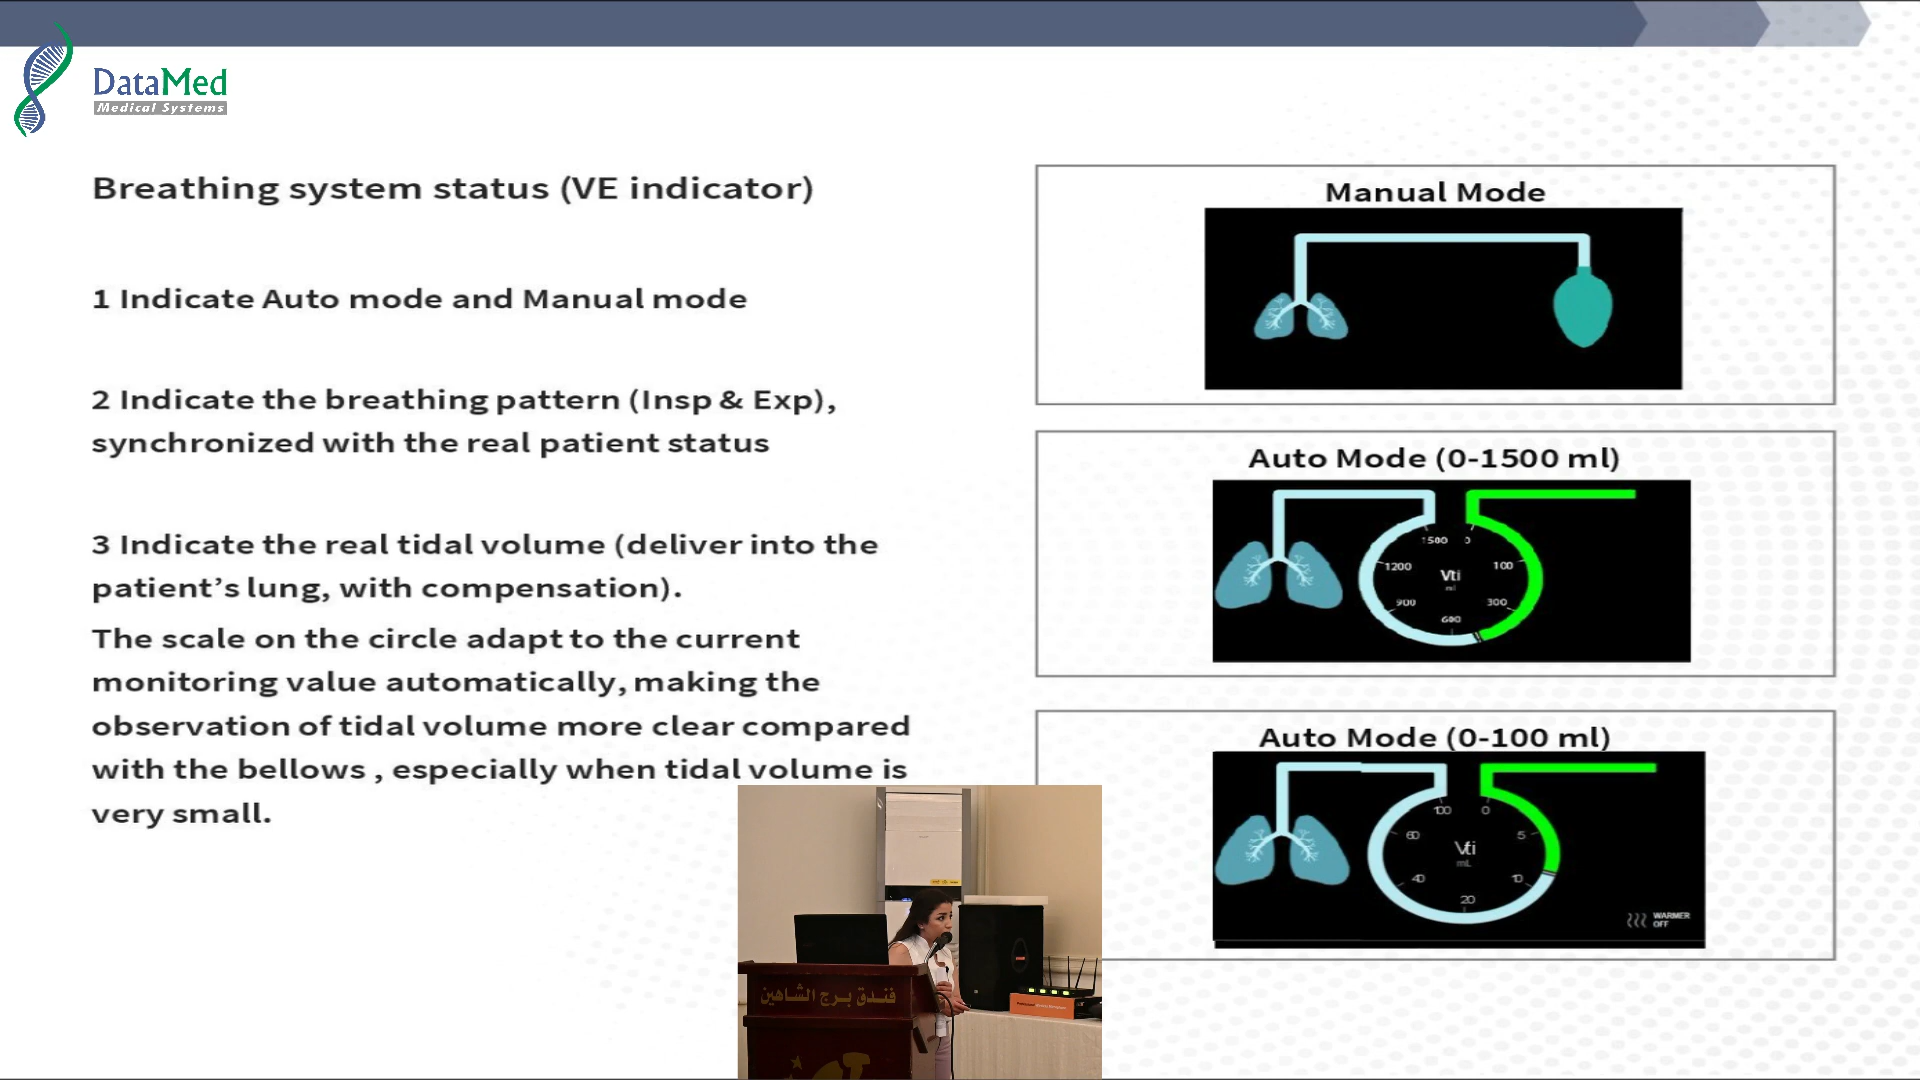 DataMed
Medical Systems
Breathing system status (VE indicator)
1 Indicate Auto mode and Manual mode
2 Indicate the breathing pattern (Insp & Exp),
synchronized with the real patient status
3 Indicate the real tidal volume (deliver into the
patient’s lung, with compensation).
The scale on the circle adapt to the current
monitoring value automatically, making the
observation of tidal volume more clear compared
with the bellows , especially when tidal volume is
very small.
Manual Mode
Auto Mode (0-1500 ml)
1500 0
1200 100
Vti
ml
900 300
600
Auto Mode (0-100 ml)
100 0
60 5
Vti
mL
40 10
20
WARMER
OFF
فندق برج الشاهين